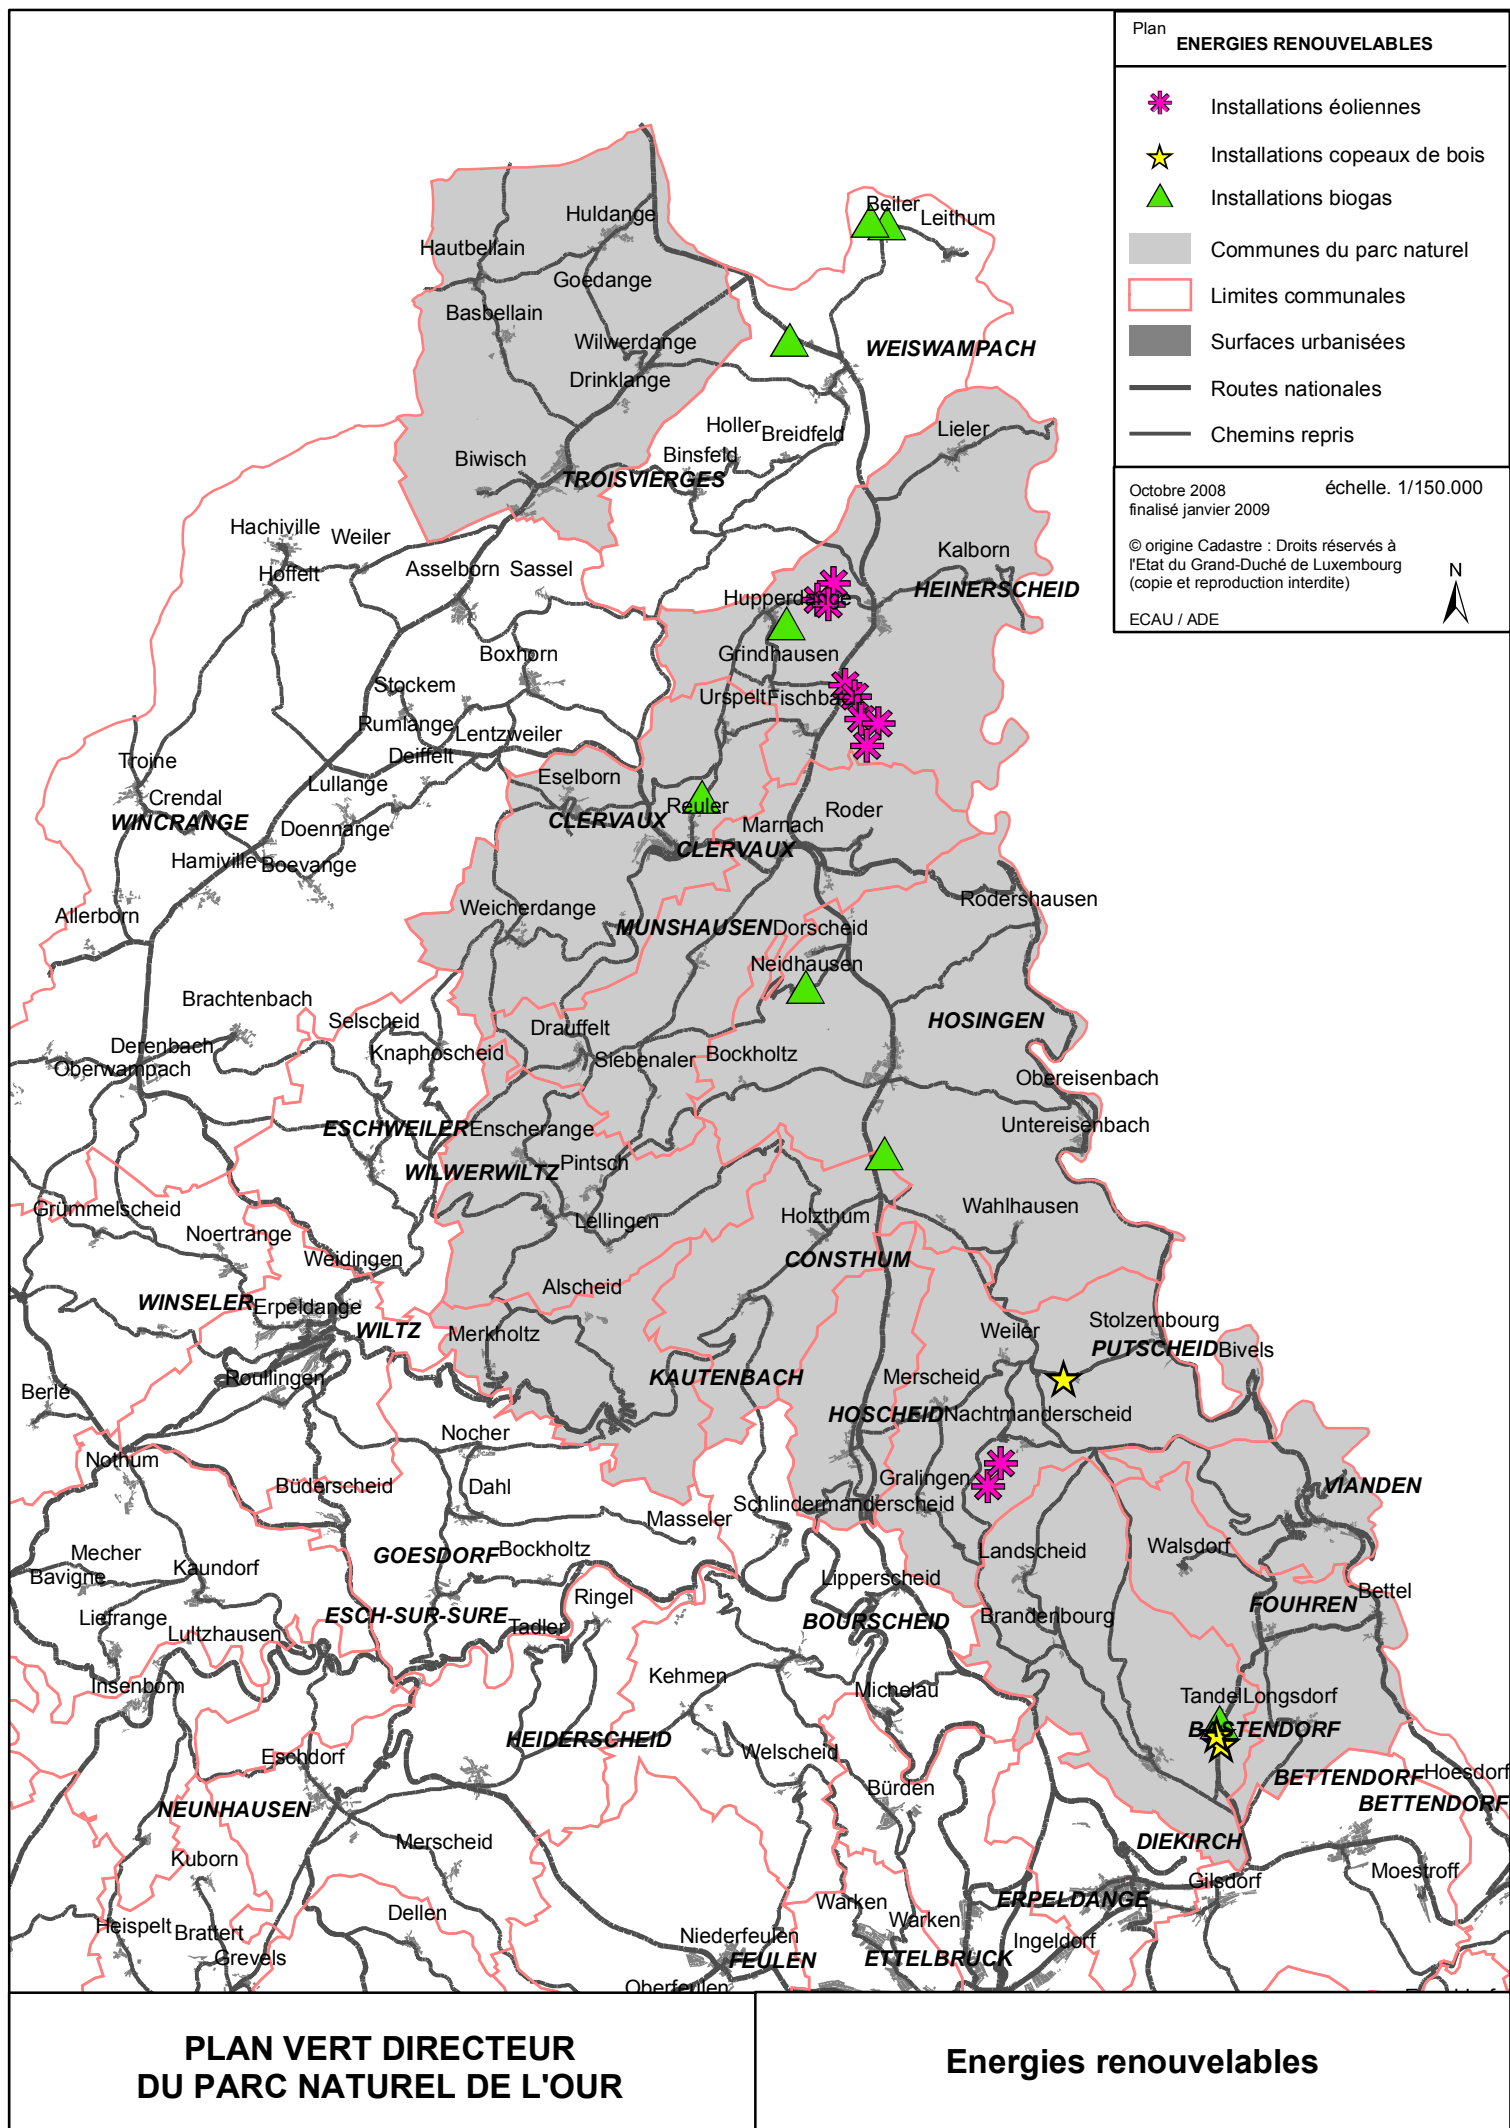 Plan
ENERGIES RENOUVELABLES
Installations éoliennes
Installations copeaux de bois
Installations biogas
Communes du parc naturel
Limites communales
Surfaces urbanisées
Routes nationales
Chemins repris
Octobre 2008
échelle. 1/150.000
finalisé janvier 2009
© origine Cadastre : Droits réservés à
l'Etat du Grand-Duché de Luxembourg
(copie et reproduction interdite)
N
ECAU / ADE
Beiler
Leithum
Huldange
Hautbellain
Goedange
Basbellain
Wilwerdange
WEISWAMPACH
Drinklange
Holler
Breidfeld
Lieler
Binsfeld
Biwisch
TROISVIERGES
Hachiville
Weiler
Kalborn
Hoffelt
Asselborn
Sassel
HEINERSCHEID
Hupperdange
Boxhorn
Grindhausen
Stockem
Urspelt
Fischbach
Rumlange
Lentzweiler
Deiffelt
Troine
Eselborn
Lullange
Crendal
Reuler
Roder
WINCRANGE
Doennange
CLERVAUX
Marnach
CLERVAUX
Hamiville
Boevange
Rodershausen
Allerborn
Weicherdange
MUNSHAUSEN
Dorscheid
Neidhausen
Brachtenbach
Selscheid
Drauffelt
HOSINGEN
Derenbach
Knaphoscheid
Siebenaler
Bockholtz
Oberwampach
Obereisenbach
ESCHWEILER
Enscherange
Untereisenbach
WILWERWILTZ
Pintsch
Grümmelscheid
Lellingen
Holzthum
Wahlhausen
Noertrange
Weidingen
CONSTHUM
Alscheid
WINSELER
Erpeldange
WILTZ
Merkholtz
Weiler
Stolzembourg
PUTSCHEID
Bivels
Roullingen
KAUTENBACH
Merscheid
Berlé
HOSCHEID
Nachtmanderscheid
Nocher
Nothum
Büderscheid
Dahl
Gralingen
VIANDEN
Schlindermanderscheid
Masseler
Mecher
Kaundorf
GOESDORF
Bockholtz
Landscheid
Walsdorf
Bavigne
Lipperscheid
Liefrange
ESCH-SUR-SURE
Ringel
BOURSCHEID
Brandenbourg
FOUHREN
Bettel
Lultzhausen
Tadler
Insenborn
Kehmen
Michelau
Tandel
Longsdorf
HEIDERSCHEID
BASTENDORF
Eschdorf
Welscheid
Bürden
BETTENDORF
Hoesdorf
NEUNHAUSEN
BETTENDORF
Merscheid
DIEKIRCH
Kuborn
Moestroff
Gilsdorf
Dellen
Warken
ERPELDANGE
Heispelt
Brattert
Warken
Niederfeulen
Ingeldorf
Grevels
FEULEN
ETTELBRUCK
Oberfeulen
PLAN VERT DIRECTEUR
DU PARC NATUREL DE L'OUR
Energies renouvelables